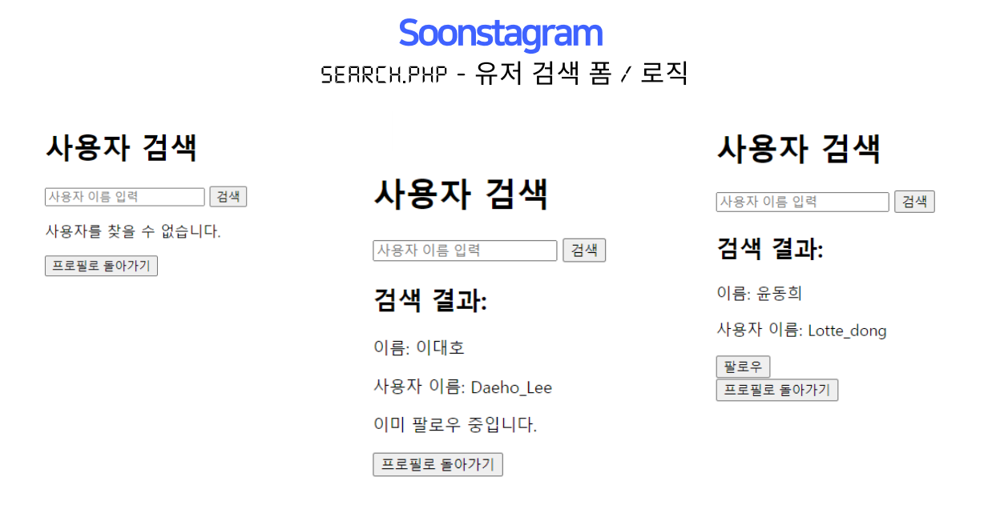 Soonstagram
SEARCH.PHP - 유저 검색 폼 / 로직
사용자 검색
사용자 이름 입력 검색
사용자를 찾을 수 없습니다.
프로필로 돌아가기
사용자 검색
사용자 이름 입력 검색
검색 결과:
이름: 이대호
사용자 이름: Daeho_Lee
이미 팔로우 중입니다.
프로필로 돌아가기
사용자 검색
사용자 이름 입력 검색
검색 결과:
이름: 윤동희
사용자 이름: Lotte_dong
팔로우
프로필로 돌아가기